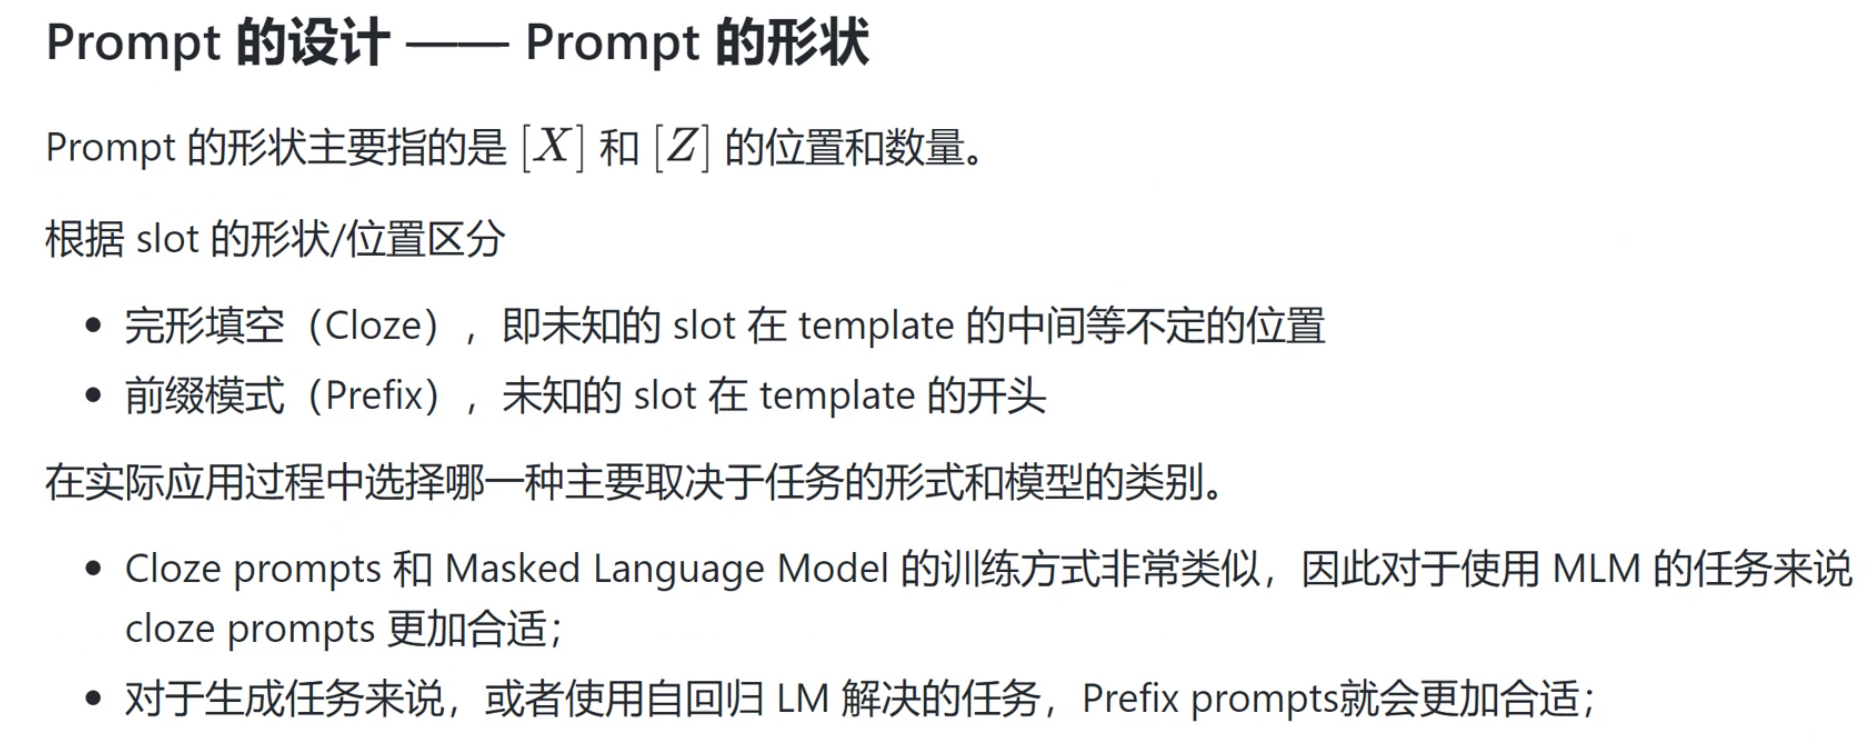 Prompt 的设计 —— Prompt 的形状
Prompt 的形状主要指的是 [X] 和 [Z] 的位置和数量。
根据 slot 的形状/位置区分
• 完形填空（Cloze），即未知的 slot 在 template 的中间等不定的位置
• 前缀模式（Prefix），未知的 slot 在 template 的开头
在实际应用过程中选择哪一种主要取决于任务的形式和模型的类别。
• Cloze prompts 和 Masked Language Model 的训练方式非常类似，因此对于使用 MLM 的任务来说
cloze prompts 更加合适；
• 对于生成任务来说，或者使用自回归 LM 解决的任务，Prefix prompts就会更加合适；